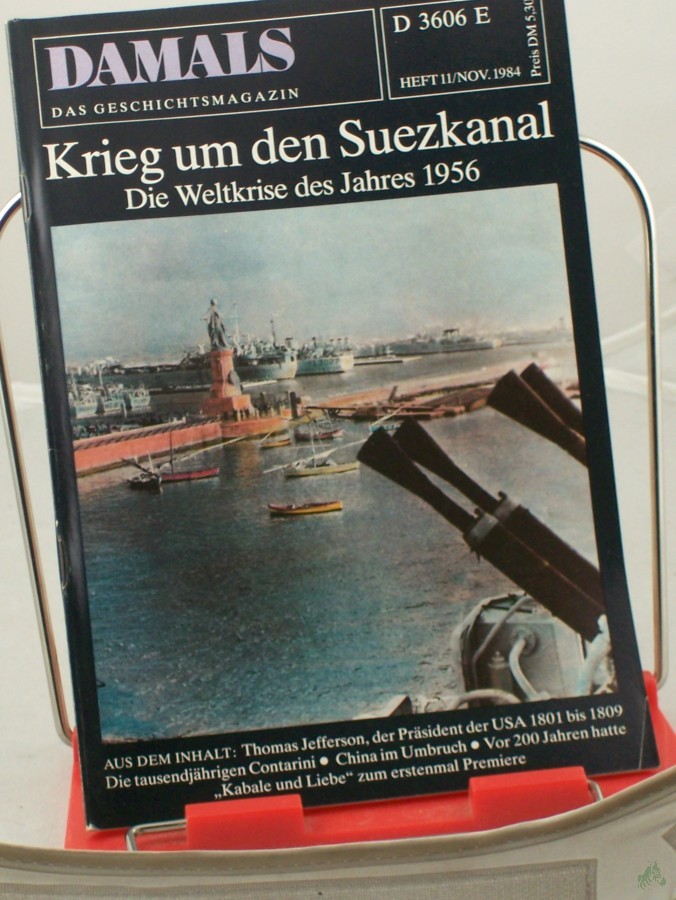 DAMALS
DAS GESCHICHTSMAGAZIN
D 3606 E
HEFT 11/NOV. 1984
Preis DM 5,30
Krieg um den Suezkanal
Die Weltkrise des Jahres 1956
AUS DEM INHALT: Thomas Jefferson, der Präsident der USA 1801 bis 1809
Die tausendjährigen Contarini • China im Umbruch • Vor 200 Jahren hatte
„Kabale und Liebe“ zum erstenmal Premiere